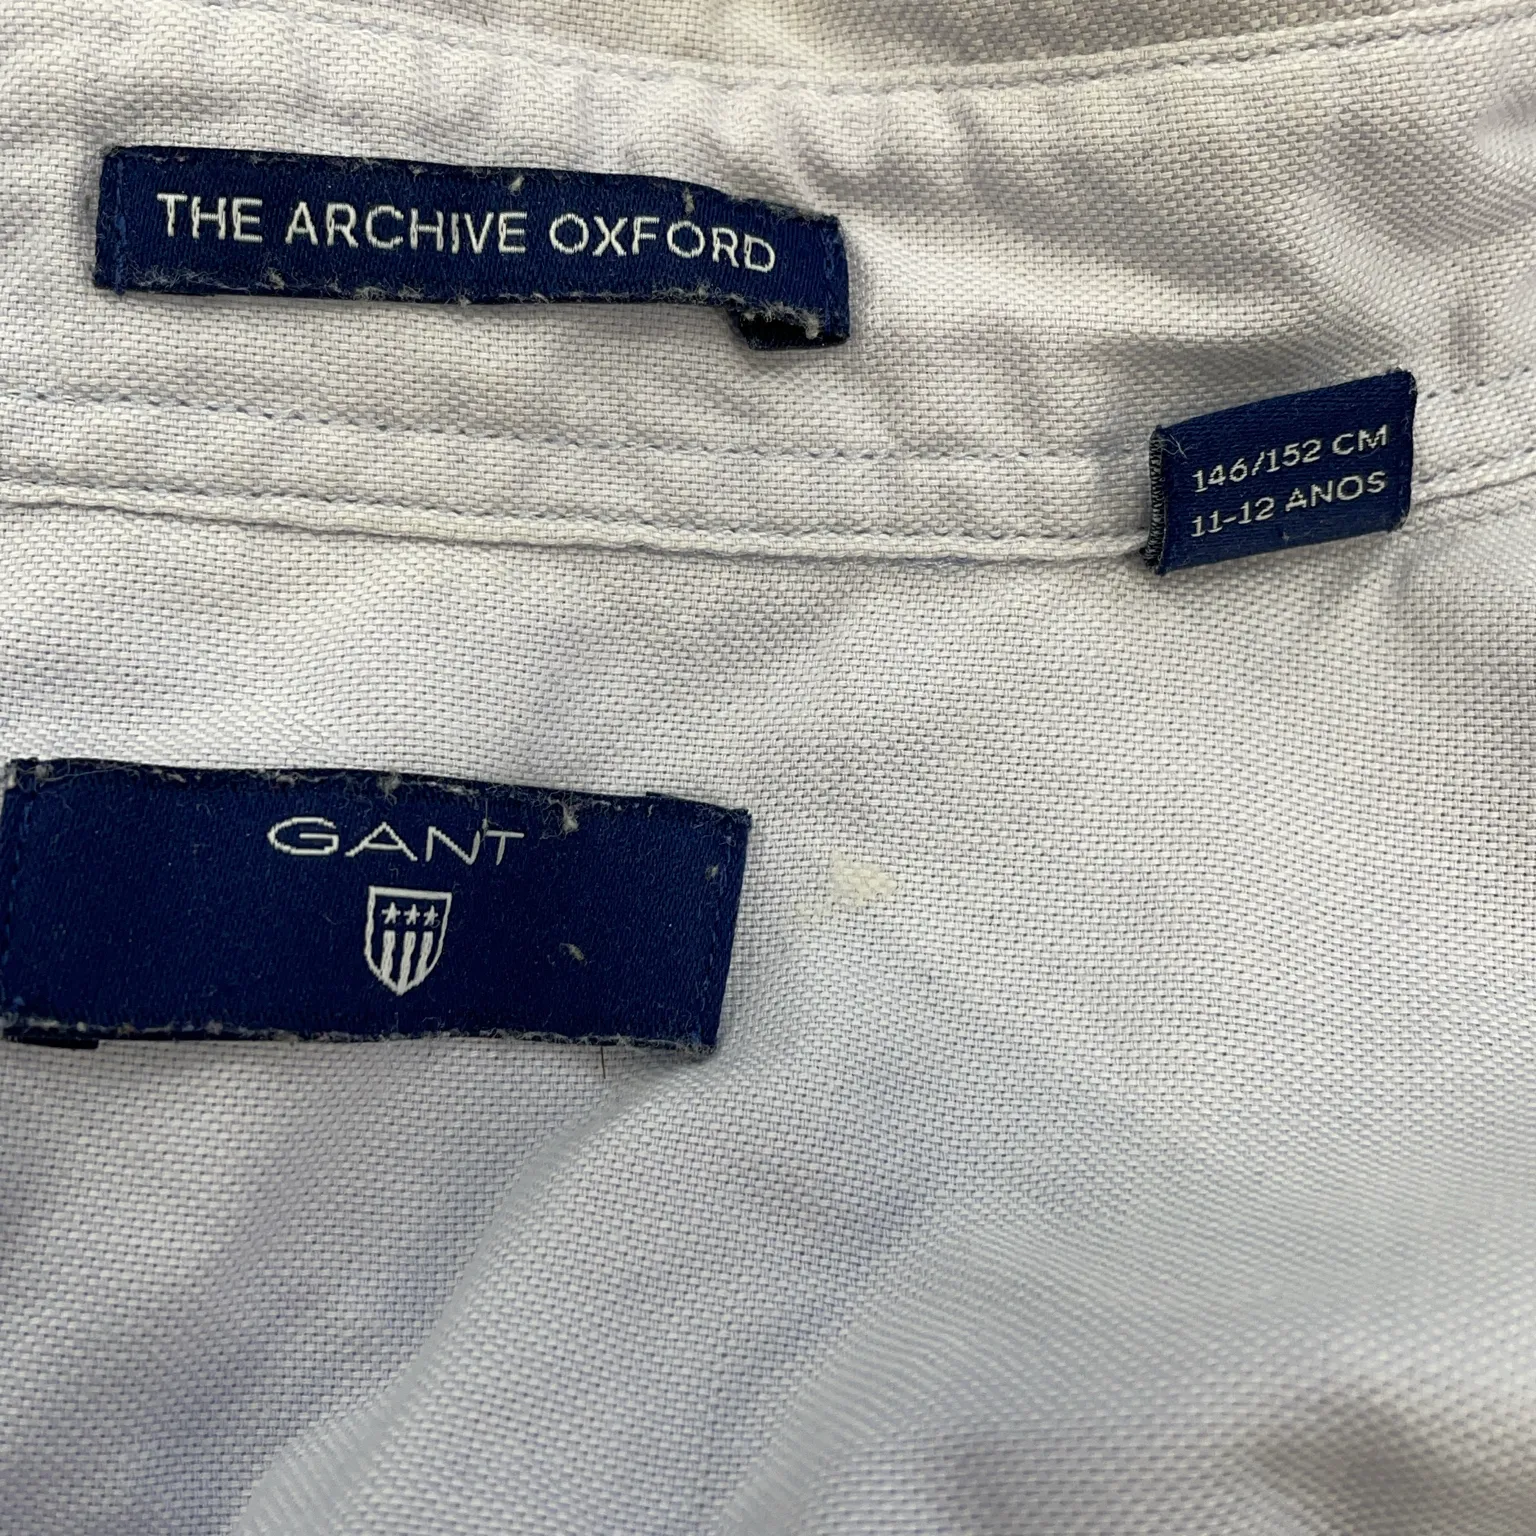 THE ARCHIVE OXFORD
146/152 CM
11-12 ANOS
GANT